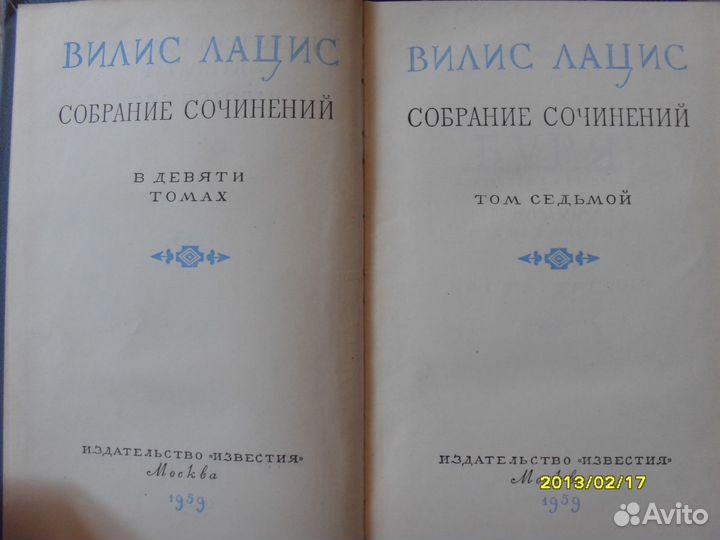 ВИЛИС ЛАЦИС
СОБРАНИЕ СОЧИНЕНИЙ
В ДЕВЯТИ
ТОМАХ
ИЗДАТЕЛЬСТВО «ИЗВЕСТИЯ»
Москва
1959
ВИЛИС ЛАЦИС
СОБРАНИЕ СОЧИНЕНИЙ
ТОМ СЕДЬМОЙ
ИЗДАТЕЛЬСТВО «ИЗВЕСТИЯ»
2013/02/17
1959
Avito